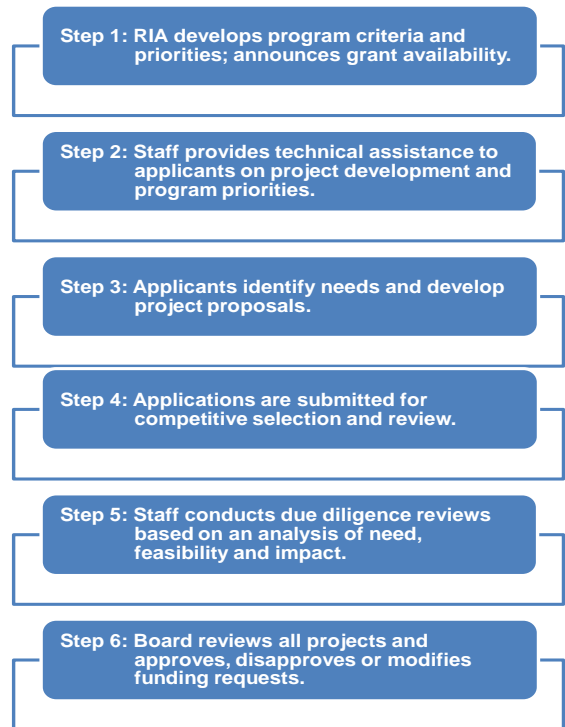 Step 1: RIA develops program criteria and
priorities; announces grant availability.
Step 2: Staff provides technical assistance to
applicants on project development and
program priorities.
Step 3: Applicants identify needs and develop
project proposals.
Step 4: Applications are submitted for
competitive selection and review.
Step 5: Staff conducts due diligence reviews
based on an analysis of need,
feasibility and impact.
Step 6: Board reviews all projects and
approves, disapproves or modifies
funding requests.